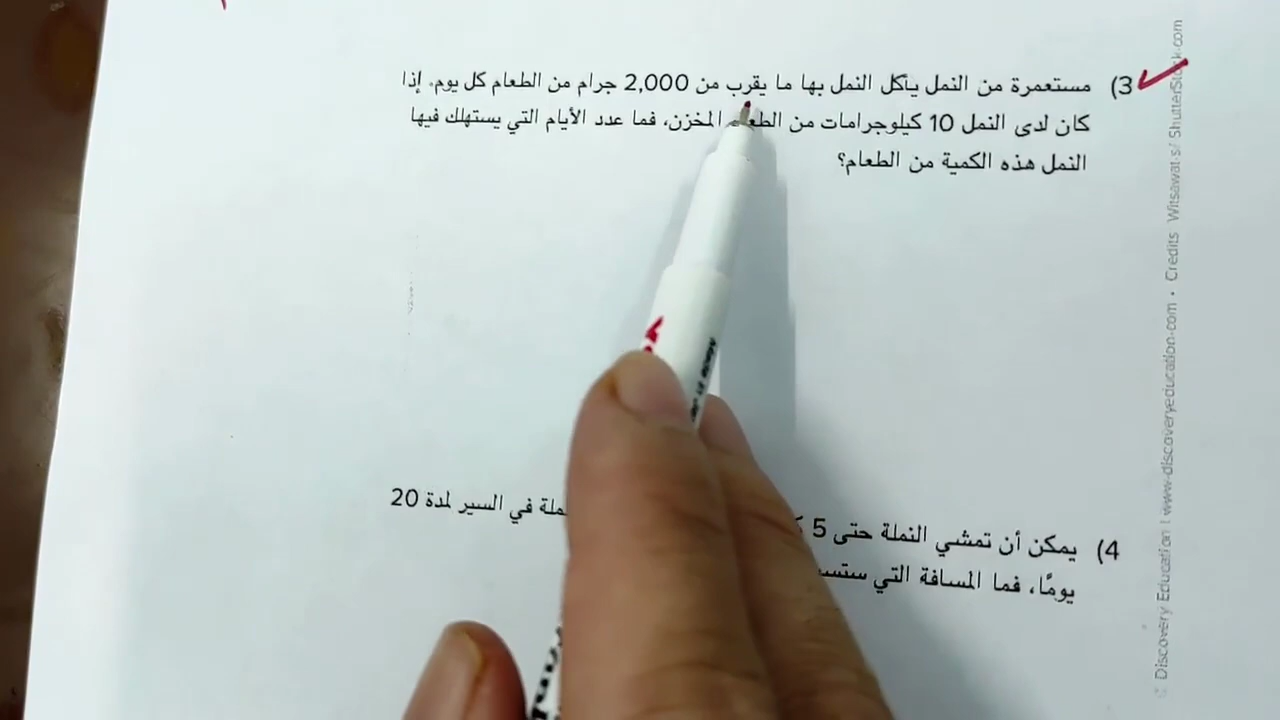 3) مستعمرة من النمل يأكل النمل بها ما يقرب من 2,000 جرام من الطعام كل يوم. إذا
كان لدى النمل 10 كيلوجرامات من الطعام المخزن، فما عدد الأيام التي يستهلك فيها
النمل هذه الكمية من الطعام؟
4) يمكن أن تمشي النملة حتى 5 في السير لمدة 20
يومًا، فما المسافة التي
© Discovery Education | www.discoveryeducation.com • Credits Witsawat.s/ ShutterStock.com